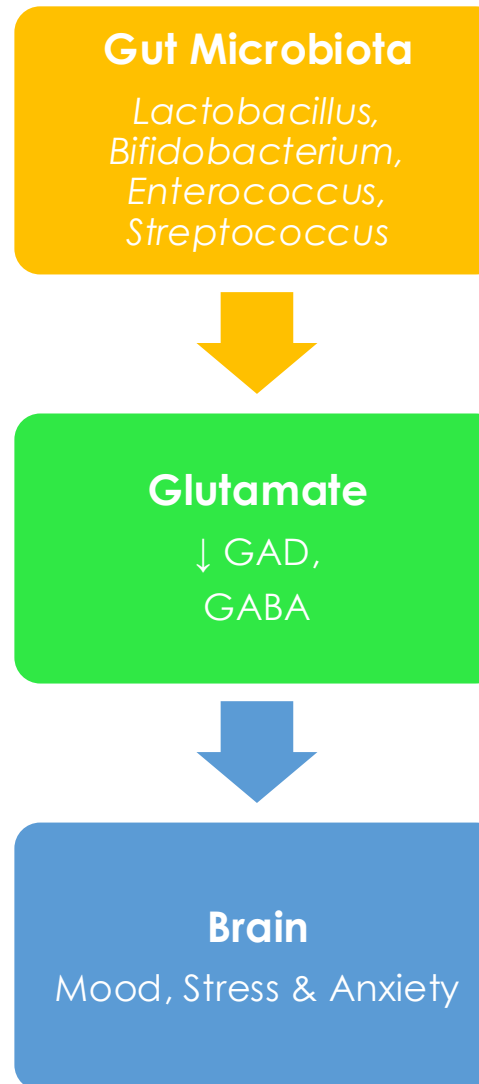 Gut Microbiota
Lactobacillus,
Bifidobacterium,
Enterococcus,
Streptococcus
Glutamate
↓ GAD,
GABA
Brain
Mood, Stress & Anxiety